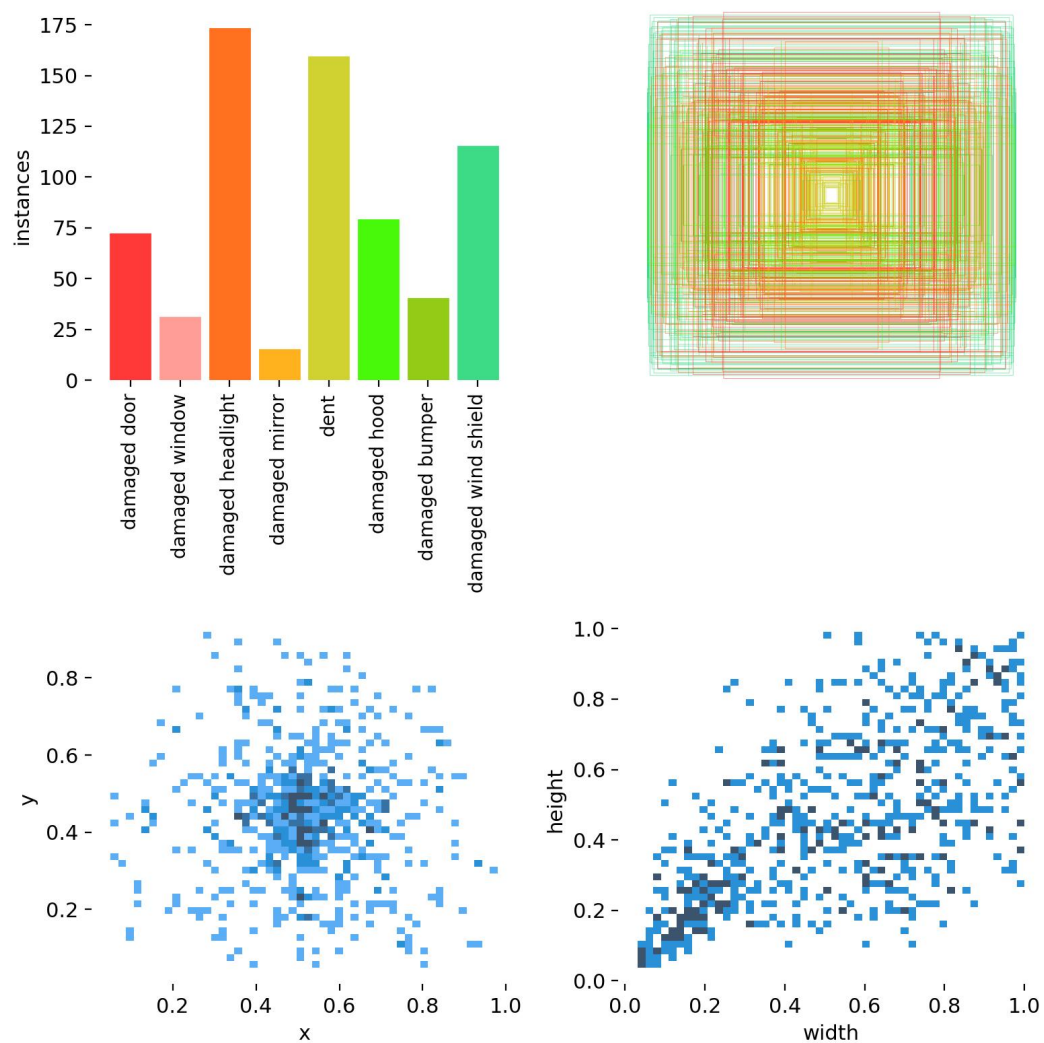 175
150
125
100
75
50
25
0
instances
damaged door
damaged window
damaged headlight
damaged mirror
dent
damaged hood
damaged bumper
damaged wind shield
0.8
0.6
0.4
0.2
y
0.2 0.4 0.6 0.8 1.0
x
1.0
0.8
0.6
0.4
0.2
0.0
height
0.0 0.2 0.4 0.6 0.8 1.0
width